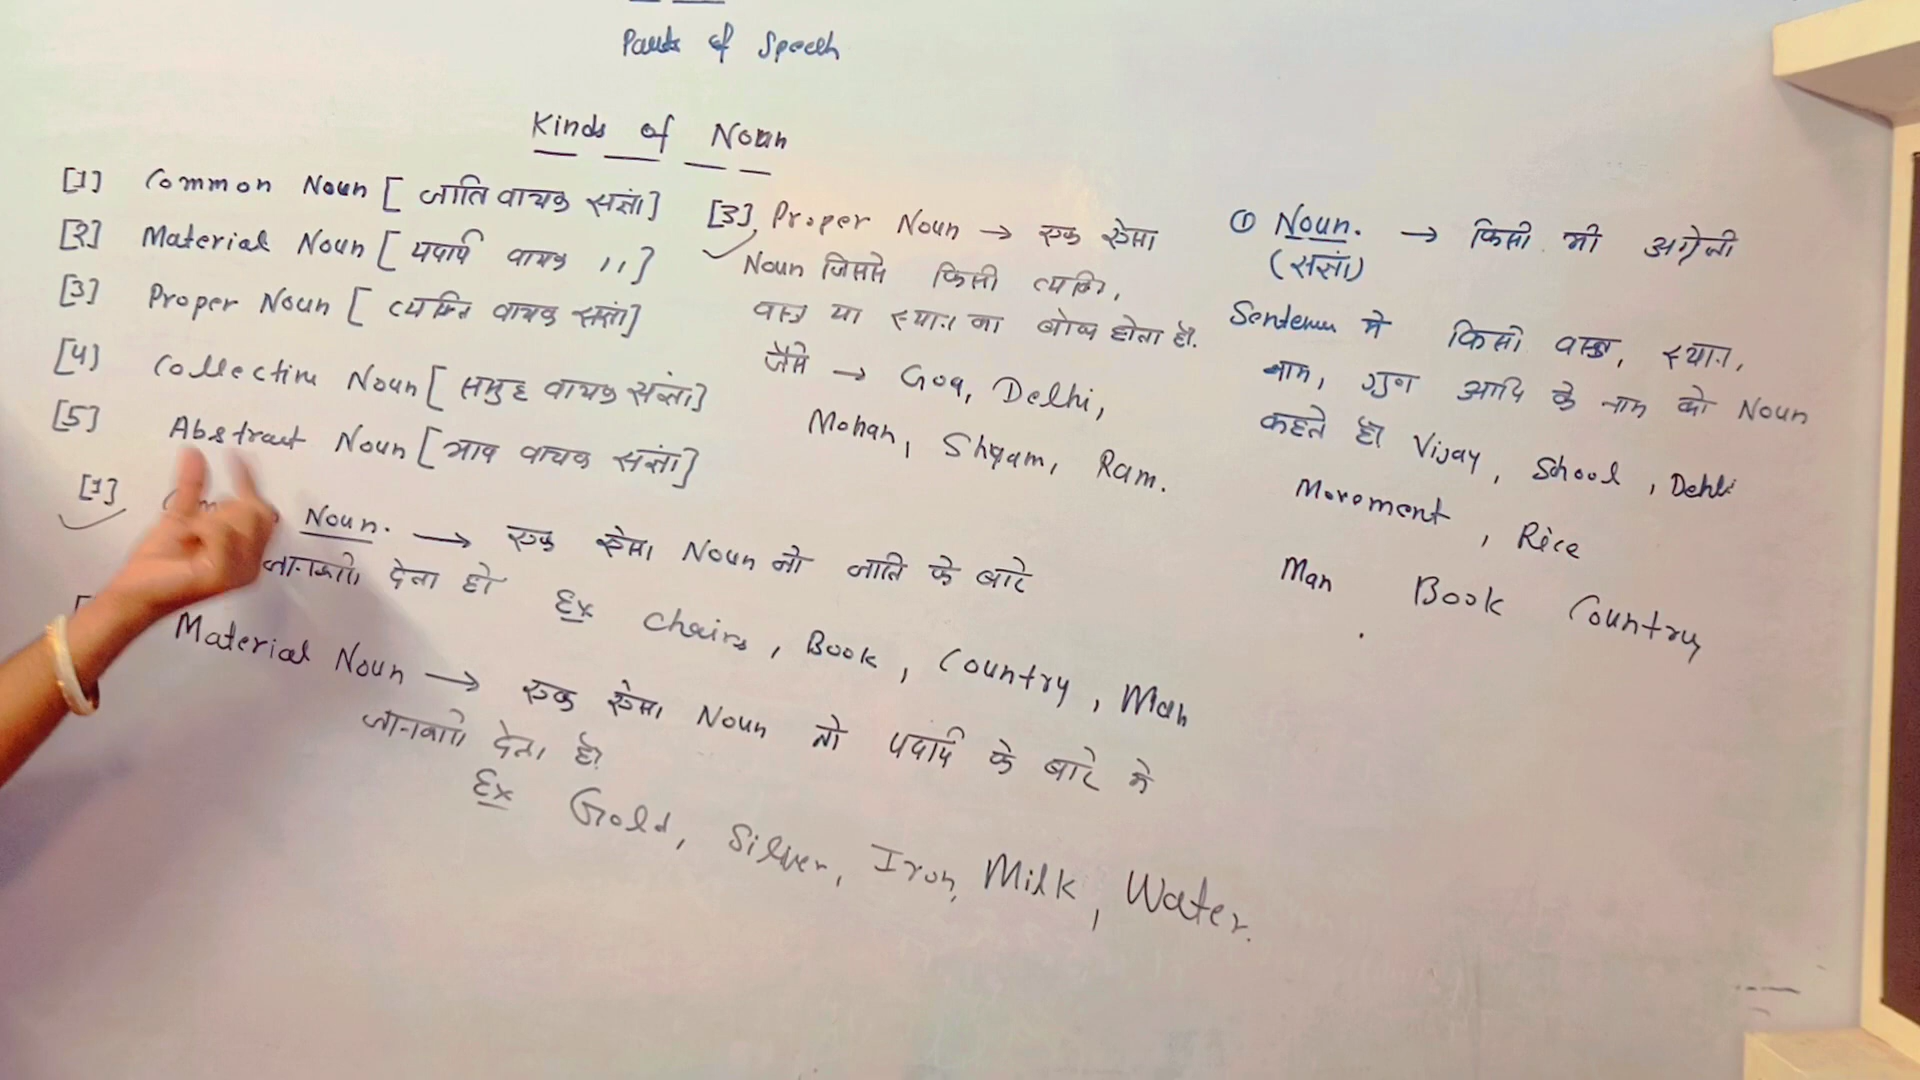 Parts of Speech
Kinds of Noun
[1] Common Noun [ जाति वाचक संज्ञा]
[2] Material Noun [ पदार्थ वाचक ,, ]
[3] Proper Noun [ व्यक्ति वाचक संज्ञा]
[4] Collective Noun [ समुह वाचक संज्ञा]
[5] Abstract Noun [भाव वाचक संज्ञा]
[1] Noun. → एक ऐसा Noun जो जाति के बारे
जानकारी देता हो Ex Chairs, Book, Country, Man
Material Noun → एक ऐसा Noun जो पदार्थ के बारे में
जानकारी देता है।
Ex Gold, Silver, Iron, Milk, Water.
[3], Proper Noun → एक ऐसा
Noun जिससे किसी व्यक्ति,
वस्तु या स्थान का बोध होता है.
जैसे → Goa, Delhi,
Mohan, Shyam, Ram.
① Noun. → किसी भी अंग्रेजी
(संज्ञा)
Sentence में किसी वस्तु, स्थान,
नाम, गुण आदि के नाम को Noun
कहते है। Vijay, School, Dehli
Movement, Rice
Man Book Country